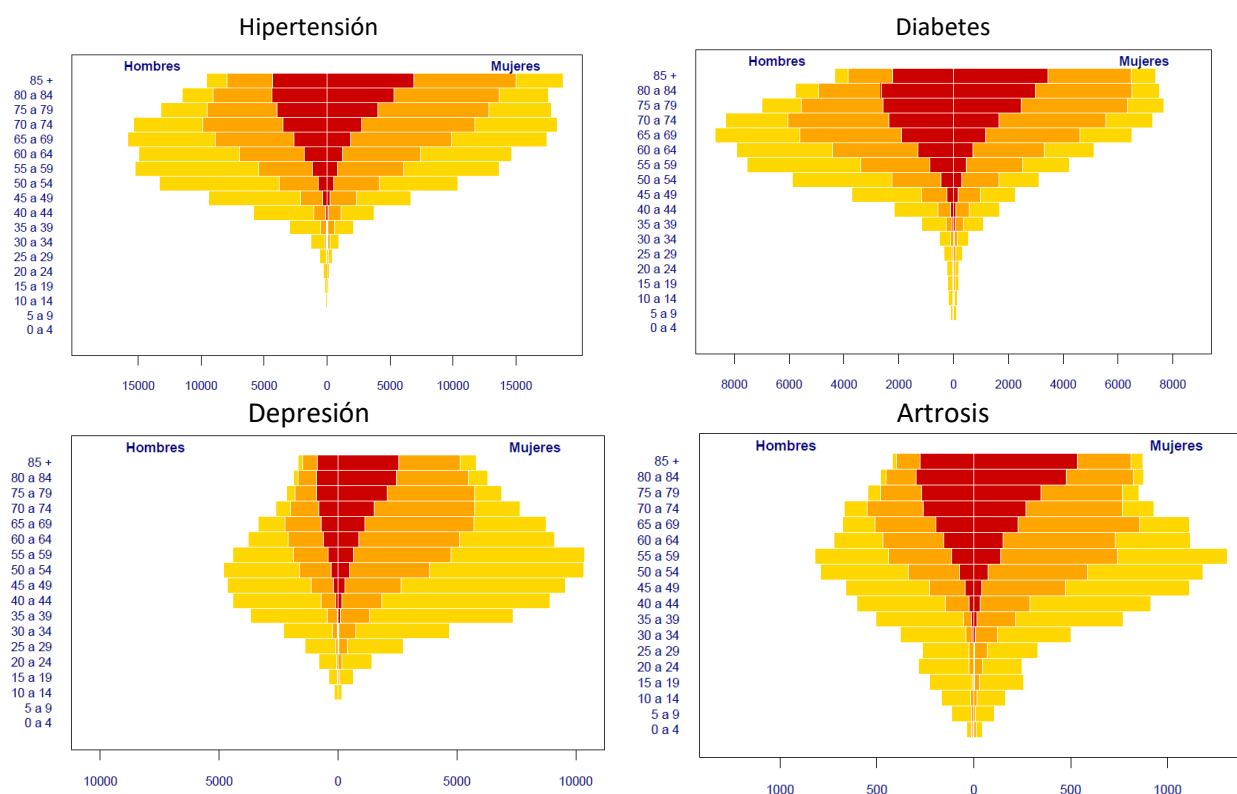 Hipertensión
Hombres Mujeres
85 +
80 a 84
75 a 79
70 a 74
65 a 69
60 a 64
55 a 59
50 a 54
45 a 49
40 a 44
35 a 39
30 a 34
25 a 29
20 a 24
15 a 19
10 a 14
5 a 9
0 a 4
15000 10000 5000 0 5000 10000 15000
Diabetes
Hombres Mujeres
85 +
80 a 84
75 a 79
70 a 74
65 a 69
60 a 64
55 a 59
50 a 54
45 a 49
40 a 44
35 a 39
30 a 34
25 a 29
20 a 24
15 a 19
10 a 14
5 a 9
0 a 4
8000 6000 4000 2000 0 2000 4000 6000 8000
Depresión
Hombres Mujeres
85 +
80 a 84
75 a 79
70 a 74
65 a 69
60 a 64
55 a 59
50 a 54
45 a 49
40 a 44
35 a 39
30 a 34
25 a 29
20 a 24
15 a 19
10 a 14
5 a 9
0 a 4
10000 5000 0 5000 10000
Artrosis
Hombres Mujeres
85 +
80 a 84
75 a 79
70 a 74
65 a 69
60 a 64
55 a 59
50 a 54
45 a 49
40 a 44
35 a 39
30 a 34
25 a 29
20 a 24
15 a 19
10 a 14
5 a 9
0 a 4
1000 500 0 500 1000